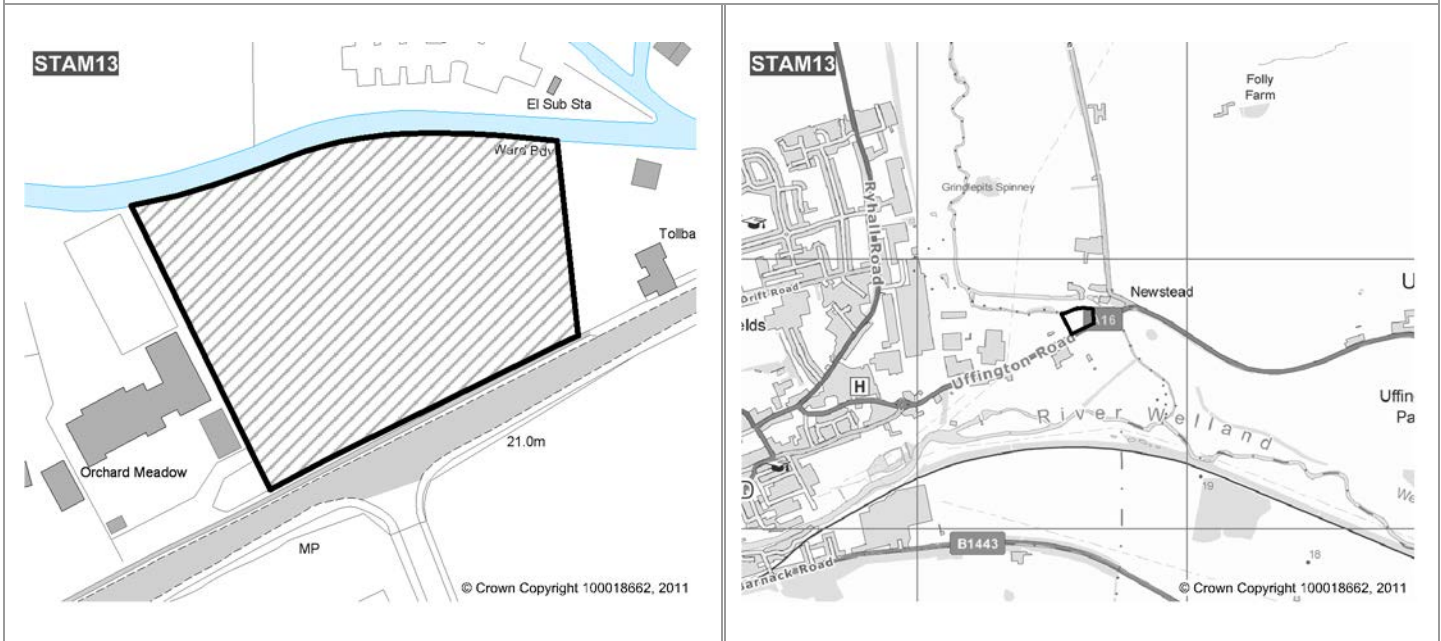 STAM13
El Sub Sta
Ward Bdy
Tollba
Orchard Meadow
21.0m
MP
© Crown Copyright 100018662, 2011
STAM13
Folly
Farm
Grindlepits Spinney
Ryhall Road
Drift Road
elds
Newstead
U
A16
Uffington Road
H
Uffin
Pa
River Welland
D
19
We
B1443
18
Barnack Road
© Crown Copyright 100018662, 2011